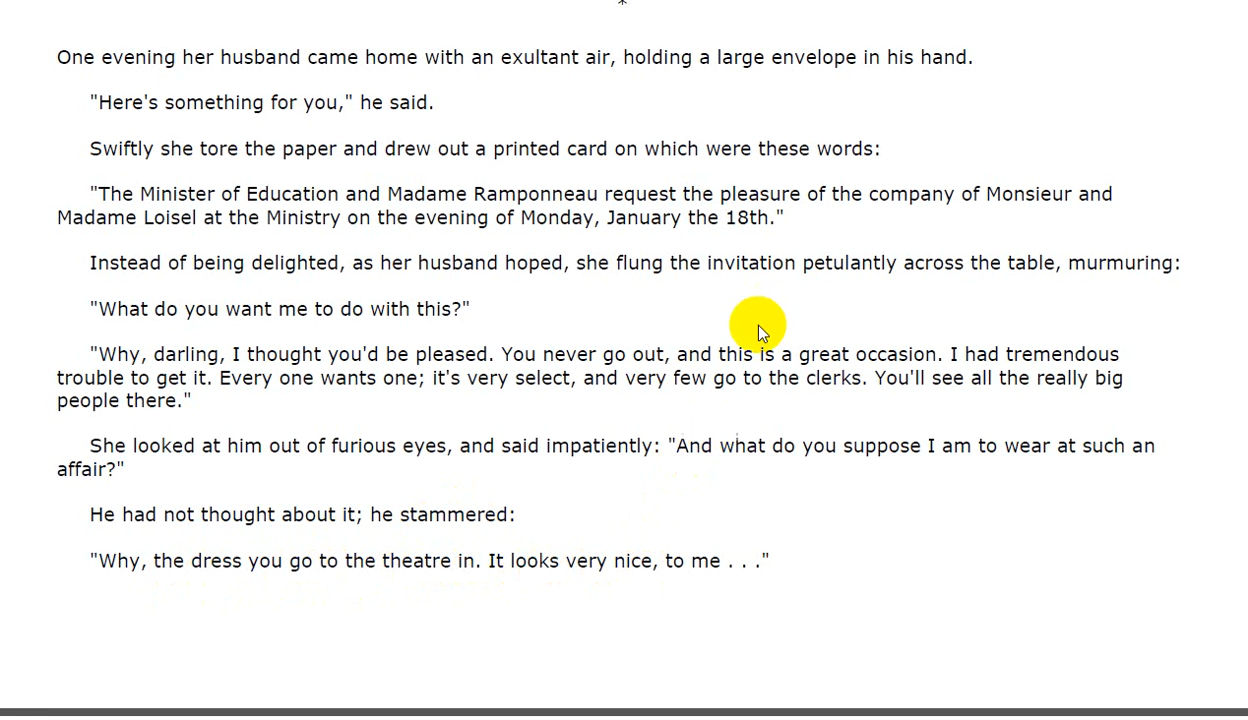 *
One evening her husband came home with an exultant air, holding a large envelope in his hand.
"Here's something for you," he said.
Swiftly she tore the paper and drew out a printed card on which were these words:
"The Minister of Education and Madame Ramponneau request the pleasure of the company of Monsieur and
Madame Loisel at the Ministry on the evening of Monday, January the 18th."
Instead of being delighted, as her husband hoped, she flung the invitation petulantly across the table, murmuring:
"What do you want me to do with this?"
"Why, darling, I thought you'd be pleased. You never go out, and this is a great occasion. I had tremendous
trouble to get it. Every one wants one; it's very select, and very few go to the clerks. You'll see all the really big
people there."
She looked at him out of furious eyes, and said impatiently: "And what do you suppose I am to wear at such an
affair?"
He had not thought about it; he stammered:
"Why, the dress you go to the theatre in. It looks very nice, to me . . ."